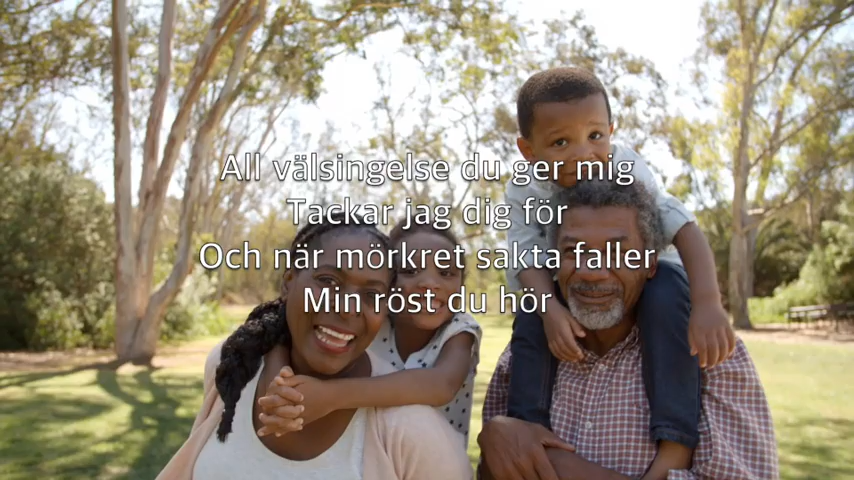 All välsingelse du ger mig
Tackar jag dig för
Och när mörkret sakta faller
Min röst du hör